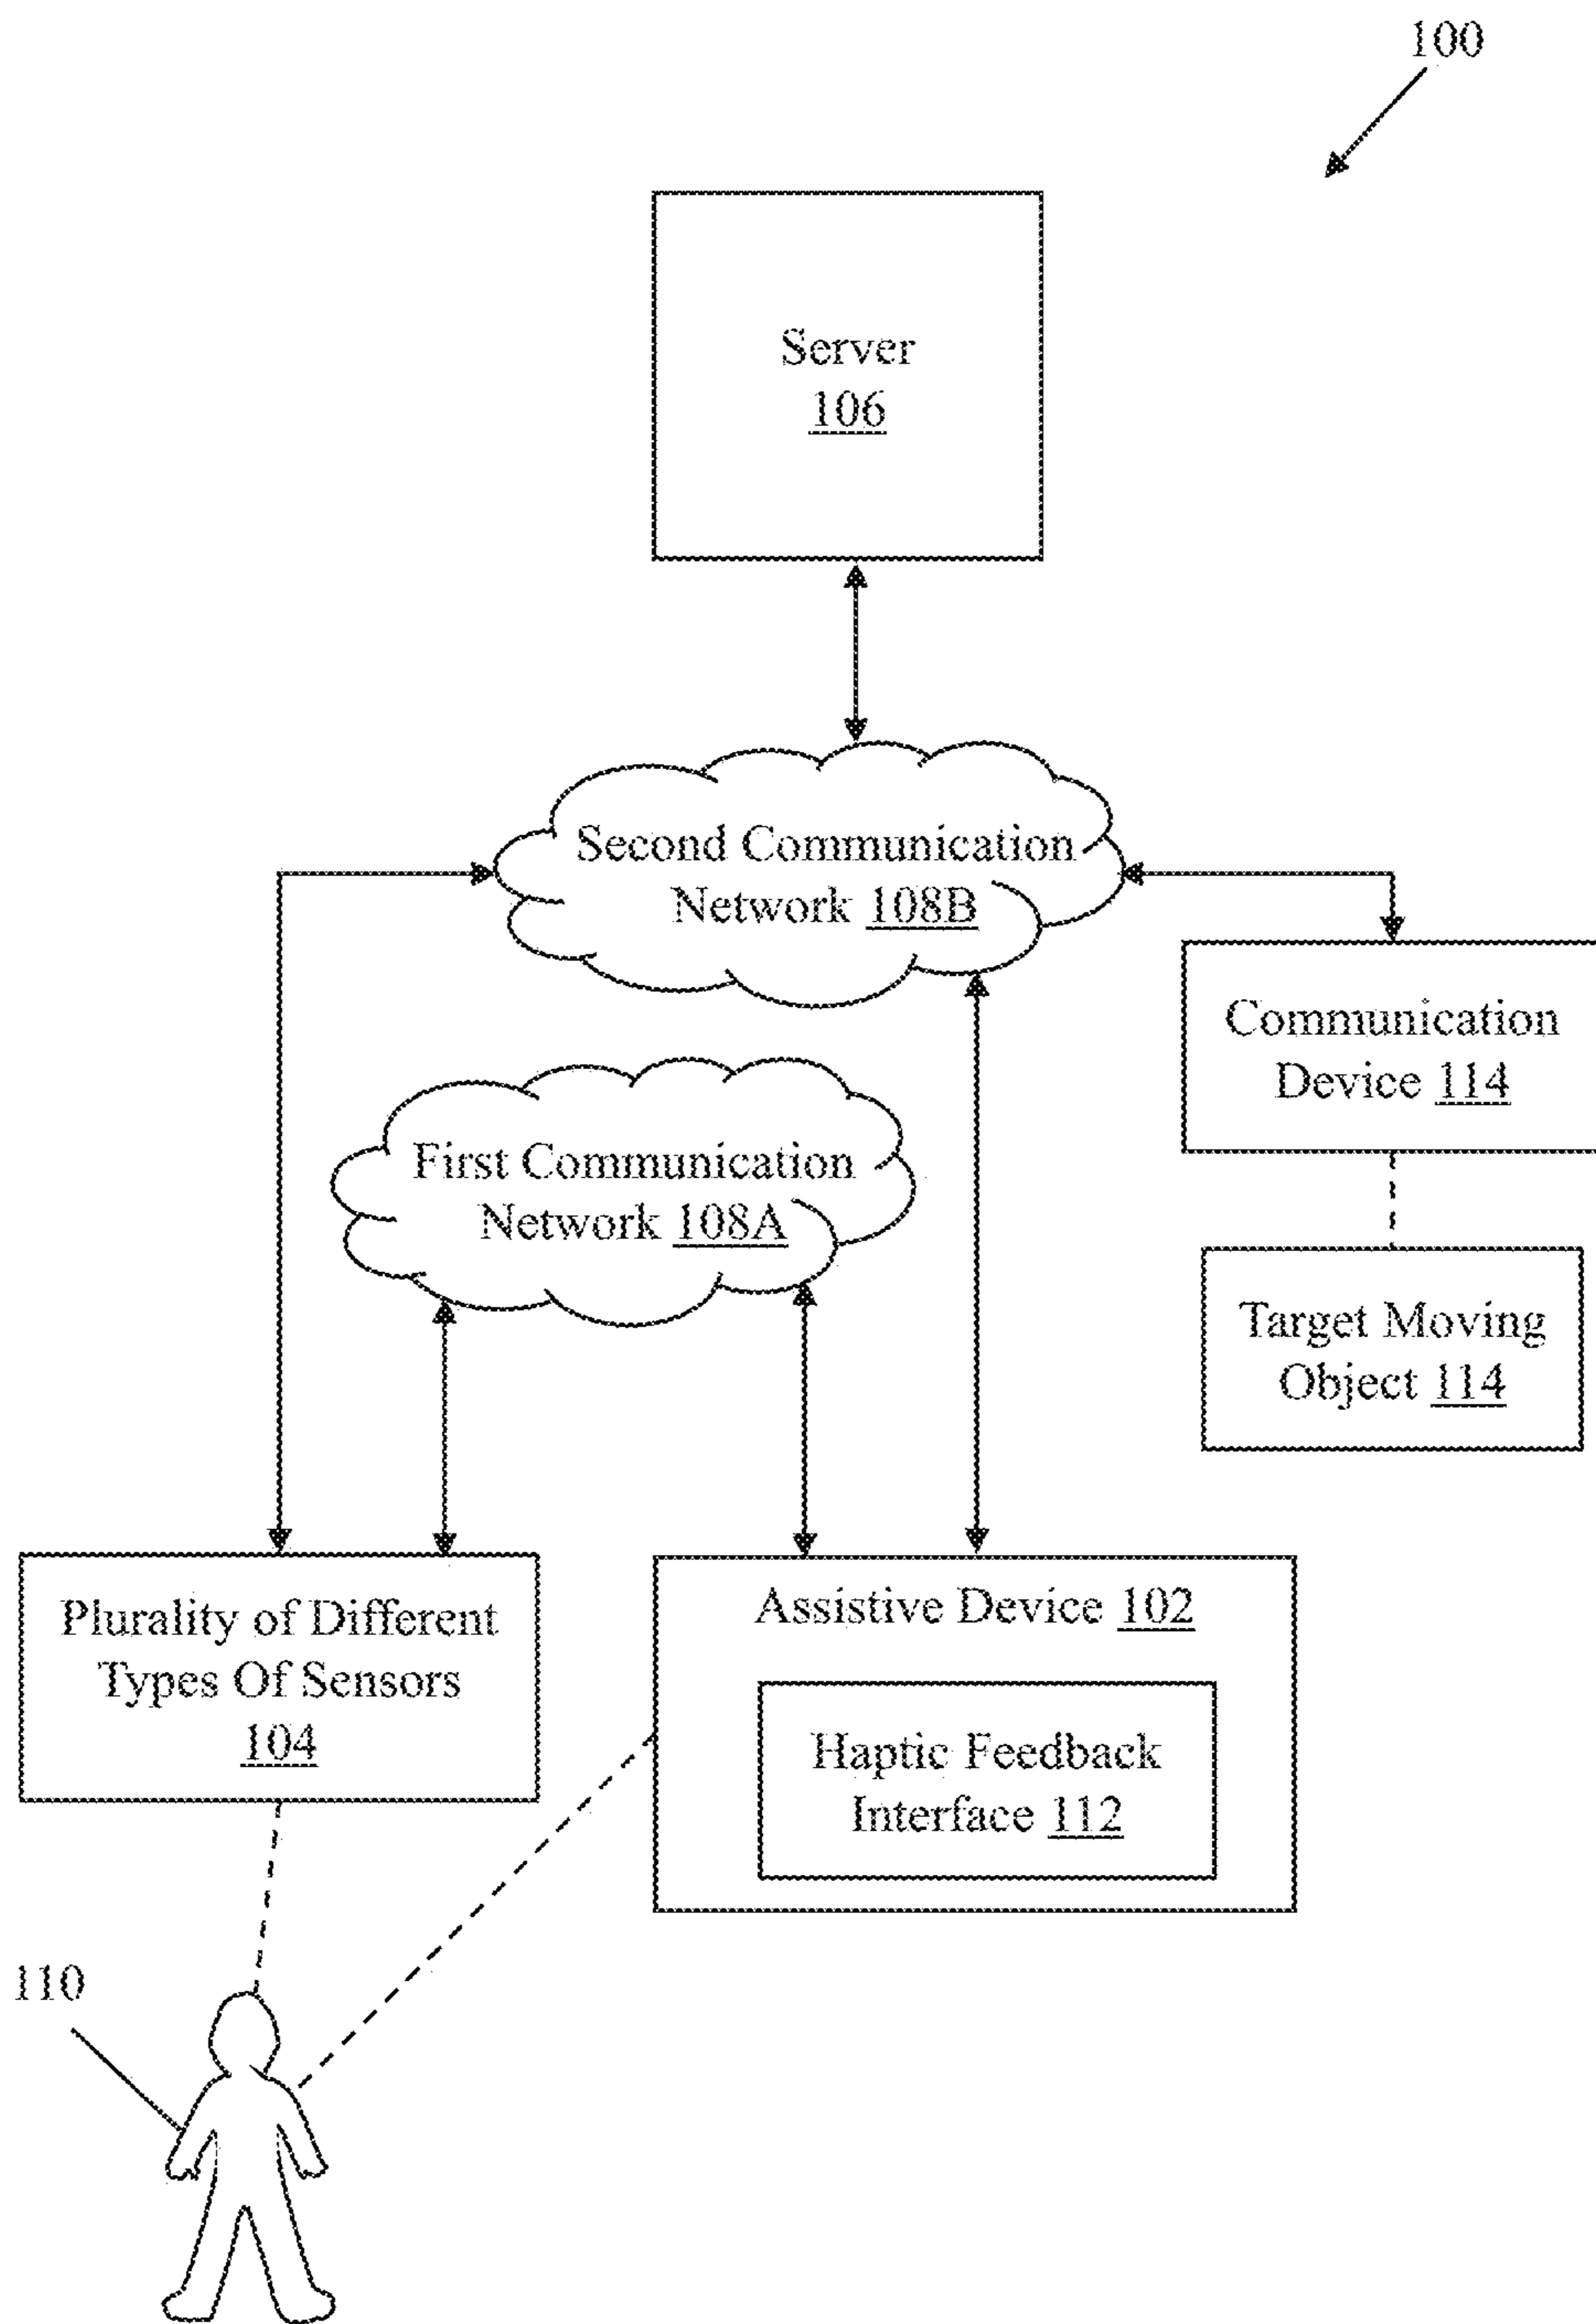 100
Server
106
Second Communication
Network 108B
Communication
Device 114
First Communication
Network 108A
Target Moving
Object 114
Plurality of Different
Types Of Sensors
104
Assistive Device 102
Haptic Feedback
Interface 112
110